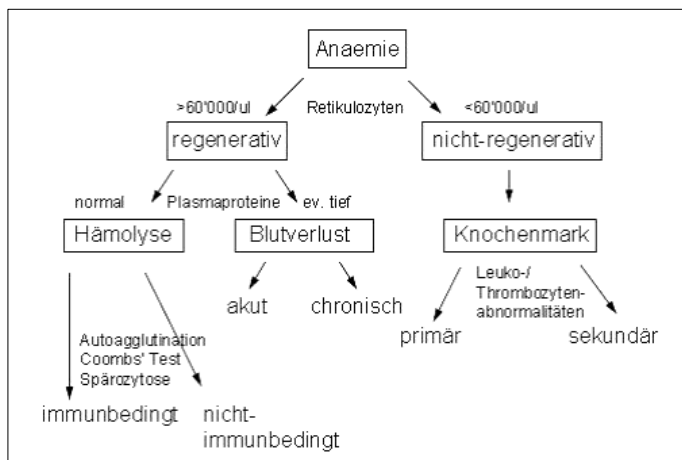 Anaemie
>60'000/ul Retikulozyten <60'000/ul
regenerativ nicht-regenerativ
normal Plasmaproteine ev. tief
Hämolyse Blutverlust Knochenmark
Leuko-/
Thrombozyten-
abnormalitäten
akut chronisch
primär sekundär
Autoagglutination
Coombs' Test
Spärozytose
immunbedingt nicht-
immunbedingt